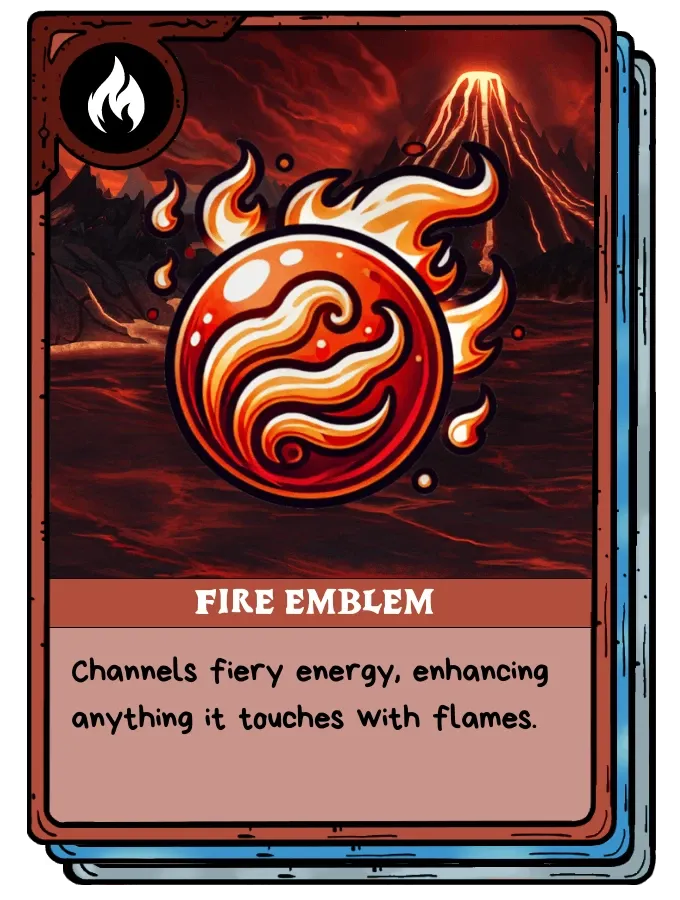 FIRE EMBLEM
Channels fiery energy, enhancing
anything it touches with flames.